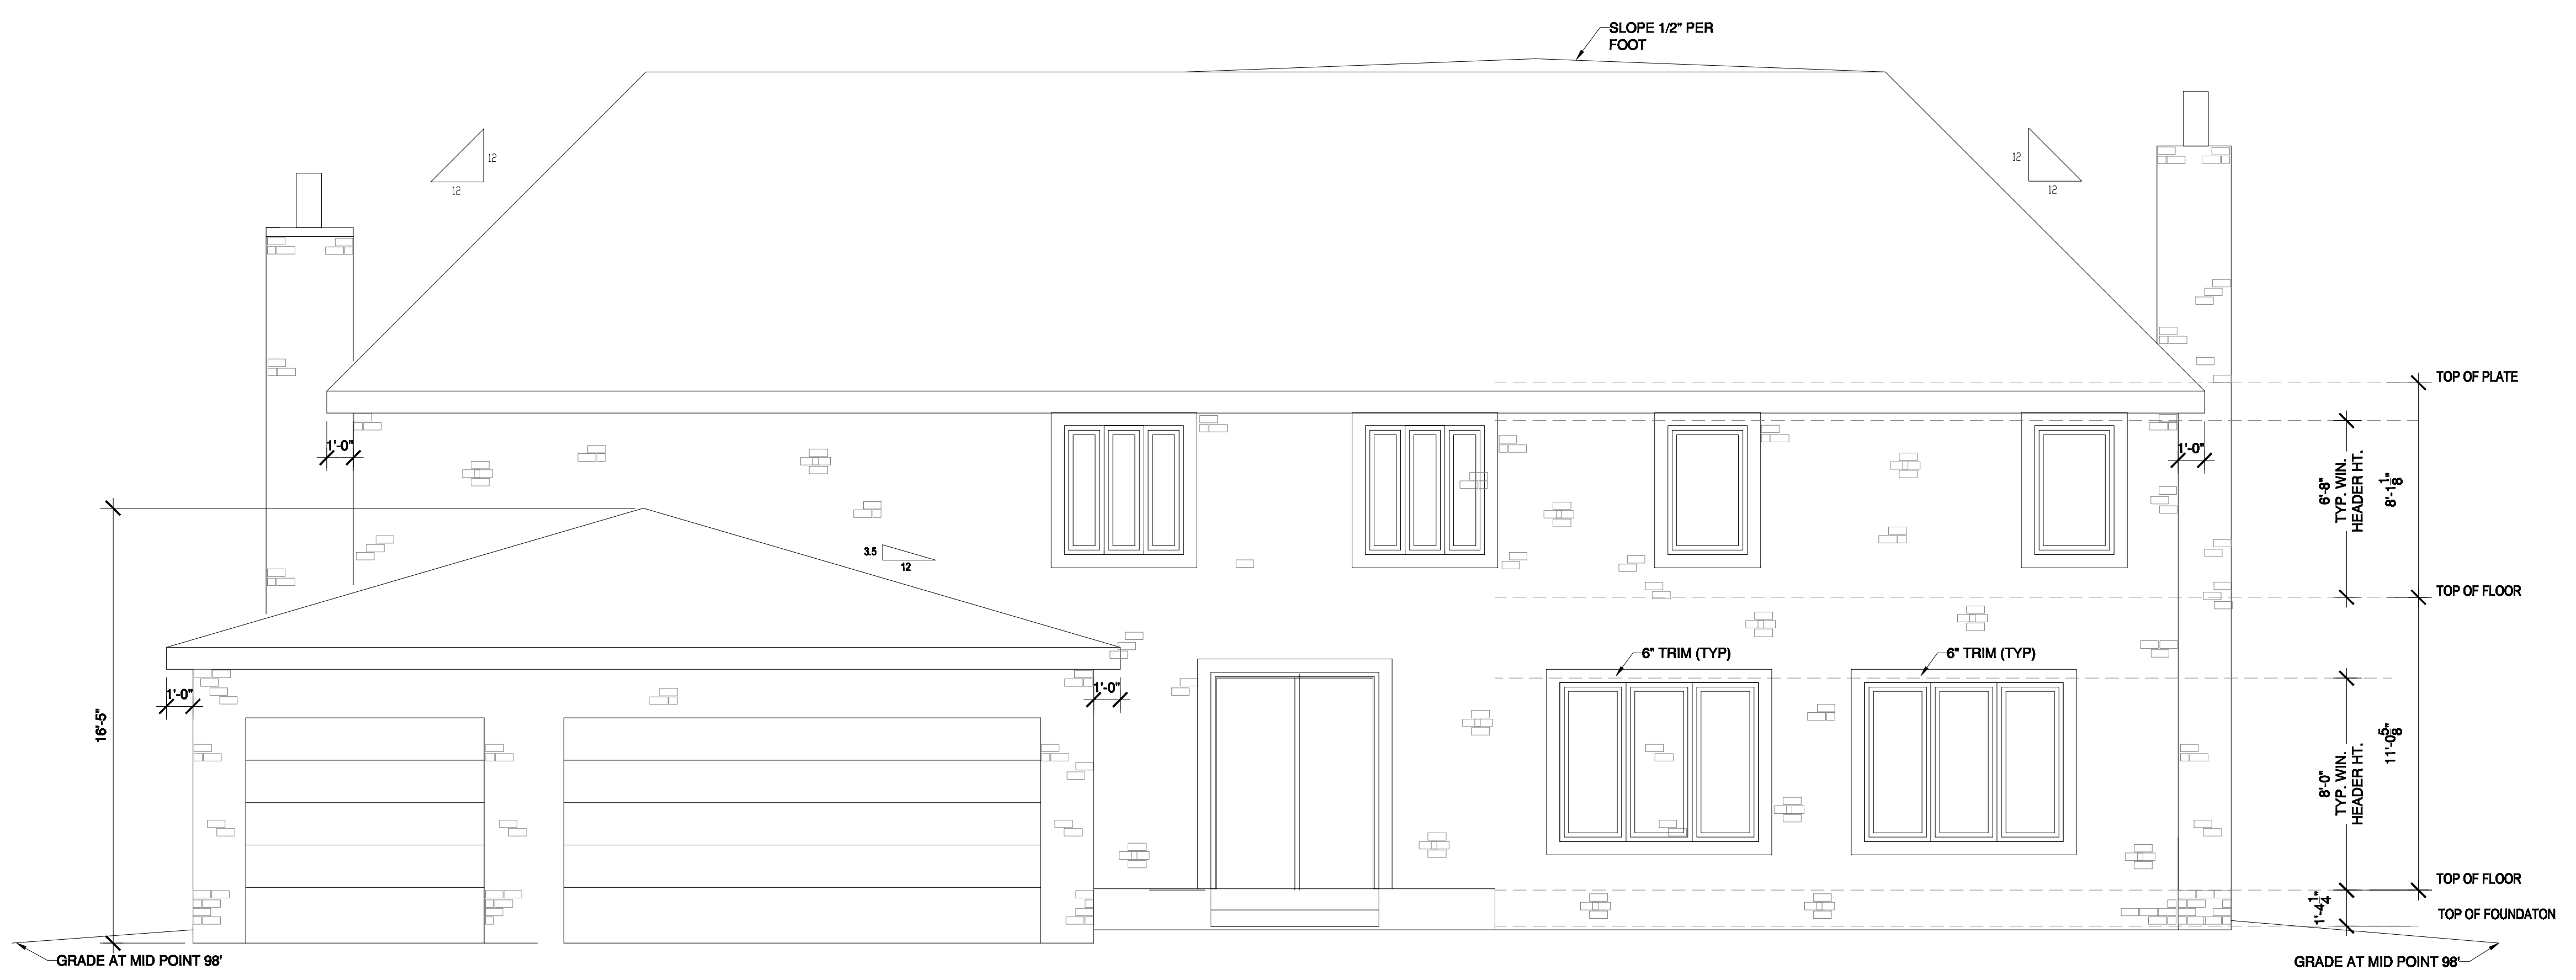 SLOPE 1/2" PER
FOOT
12
12
12
12
TOP OF PLATE
1'-0"
1'-0"
6'-8"
TYP. WIN.
HEADER HT.
8'-1 1/8"
3.5
12
TOP OF FLOOR
6" TRIM (TYP)
6" TRIM (TYP)
1'-0"
1'-0"
16'-5"
8'-0"
TYP. WIN.
HEADER HT.
11'-0 5/8"
TOP OF FLOOR
1'-4 1/4"
TOP OF FOUNDATON
GRADE AT MID POINT 98'
GRADE AT MID POINT 98'